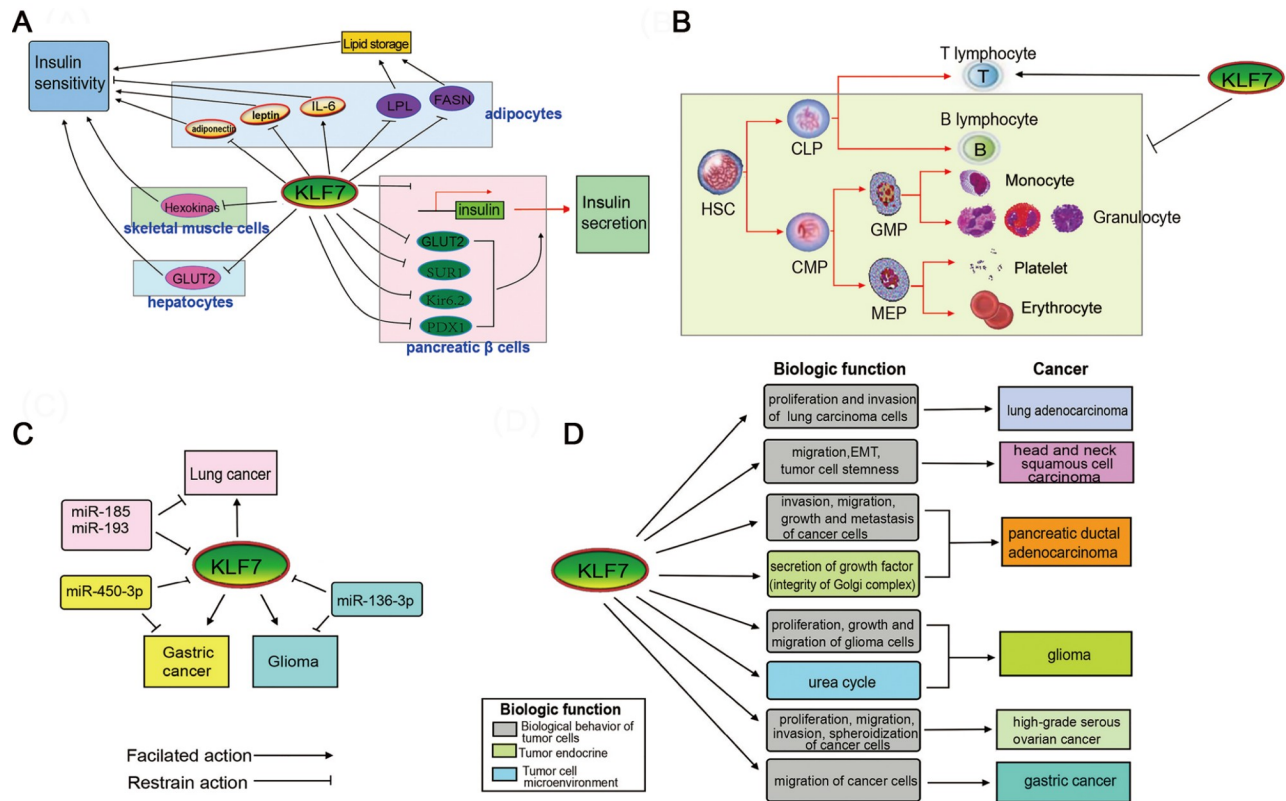 A
Insulin
sensitivity
Lipid storage
adiponectin
leptin
IL-6
LPL
FASN
adipocytes
KLF7
Hexokinas
skeletal muscle cells
GLUT2
hepatocytes
insulin
Insulin
secretion
GLUT2
SUR1
Kir6.2
PDX1
pancreatic β cells
B
T lymphocyte
T
KLF7
B lymphocyte
B
HSC
CLP
CMP
GMP
MEP
Monocyte
Granulocyte
Platelet
Erythrocyte
(C)
C
Lung cancer
miR-185
miR-193
KLF7
miR-450-3p
miR-136-3p
Gastric
cancer
Glioma
Facilated action
Restrain action
(D)
D
Biologic function
Cancer
KLF7
proliferation and invasion
of lung carcinoma cells
lung adenocarcinoma
migration,EMT,
tumor cell stemness
head and neck
squamous cell
carcinoma
invasion, migration,
growth and metastasis
of cancer cells
secretion of growth factor
(integrity of Golgi complex)
pancreatic ductal
adenocarcinoma
proliferation, growth and
migration of glioma cells
urea cycle
glioma
proliferation, migration,
invasion, spheroidization
of cancer cells
high-grade serous
ovarian cancer
migration of cancer cells
gastric cancer
Biologic function
Biological behavior of
tumor cells
Tumor endocrine
Tumor cell
microenvironment